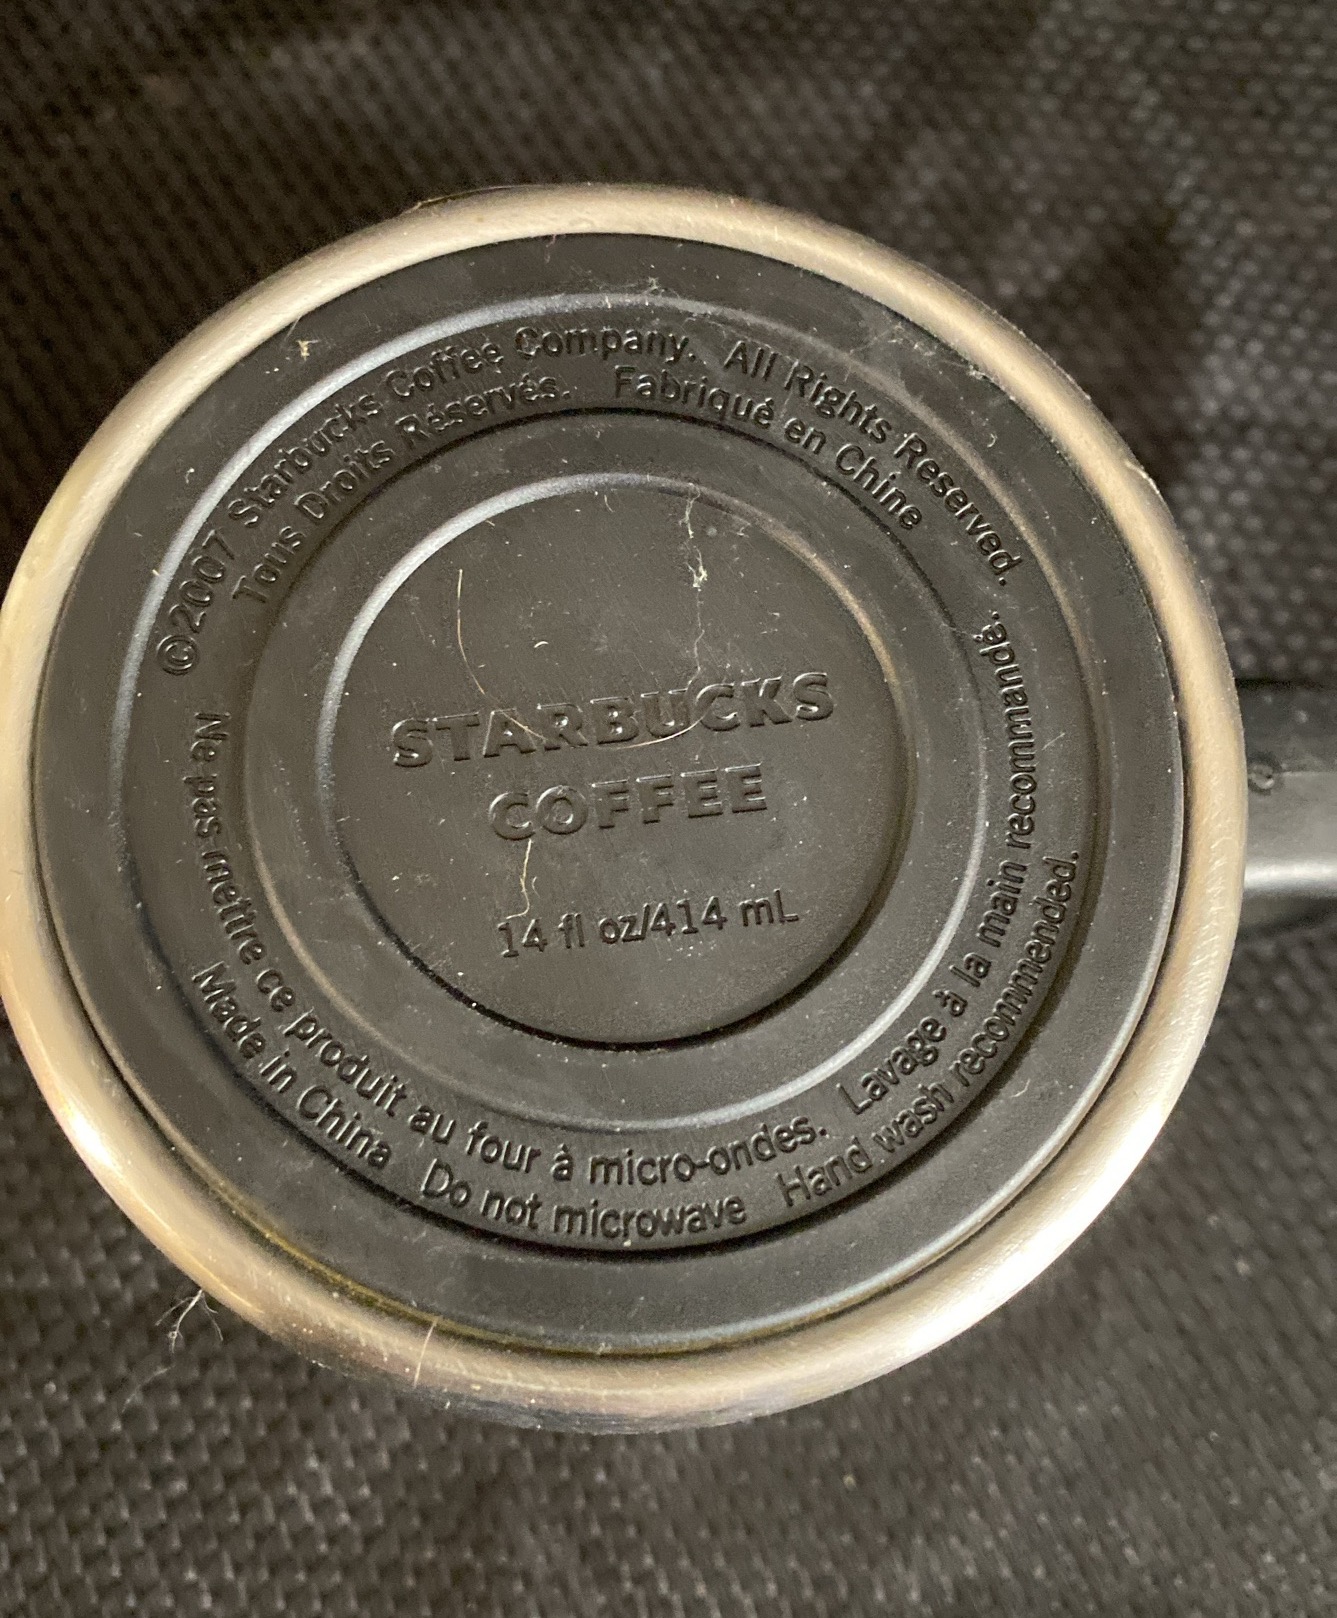 ©2007 Starbucks Coffee Company. All Rights Reserved.
Tous Droits Réservés. Fabriqué en Chine
STARBUCKS
COFFEE
14 fl oz/414 mL
Ne pas mettre ce produit au four à micro-ondes. Lavage à la main recommandé.
Made in China Do not microwave Hand wash recommended.